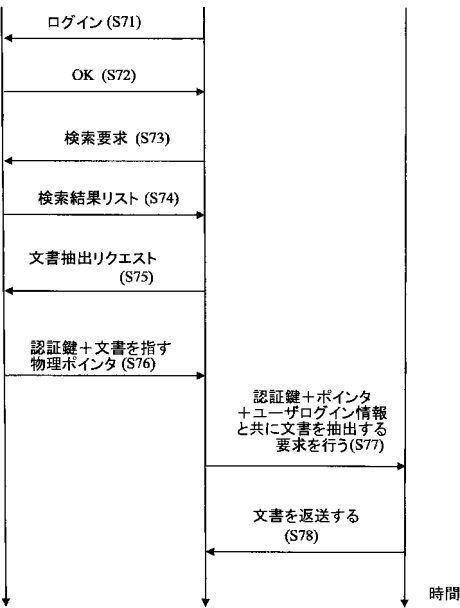 ログイン (S71)
OK (S72)
検索要求 (S73)
検索結果リスト (S74)
文書抽出リクエスト
(S75)
認証鍵＋文書を指す
物理ポインタ (S76)
認証鍵＋ポインタ
＋ユーザログイン情報
と共に文書を抽出する
要求を行う(S77)
文書を返送する
(S78)
時間